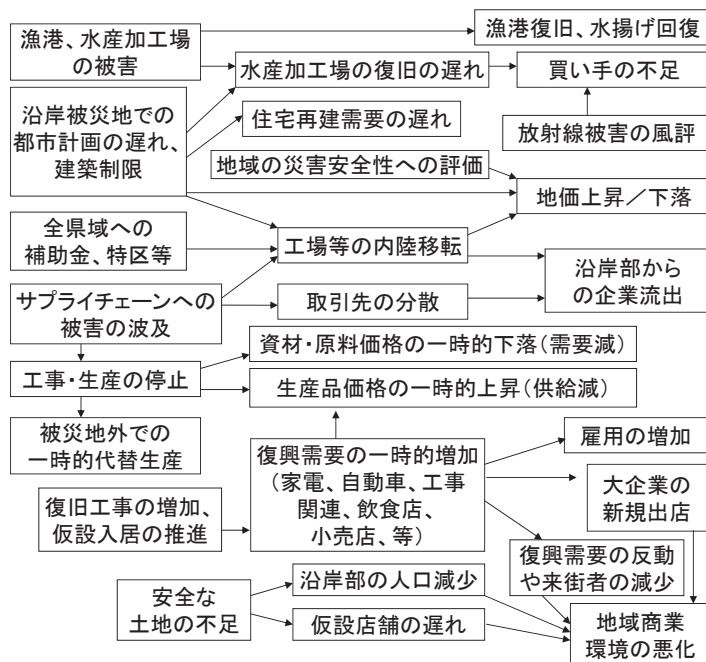 漁港、水産加工場
の被害
漁港復旧、水揚げ回復
水産加工場の復旧の遅れ
買い手の不足
沿岸被災地での
都市計画の遅れ、
建築制限
住宅再建需要の遅れ
放射線被害の風評
地域の災害安全性への評価
地価上昇／下落
全県域への
補助金、特区等
工場等の内陸移転
沿岸部から
の企業流出
サプライチェーンへの
被害の波及
取引先の分散
資材・原料価格の一時的下落（需要減）
工事・生産の停止
生産品価格の一時的上昇（供給減）
被災地外での
一時的代替生産
復興需要の一時的増加
（家電、自動車、工事
関連、飲食店、
小売店、等）
雇用の増加
大企業の
新規出店
復旧工事の増加、
仮設入居の推進
復興需要の反動
や来街者の減少
安全な
土地の不足
沿岸部の人口減少
仮設店舗の遅れ
地域商業
環境の悪化